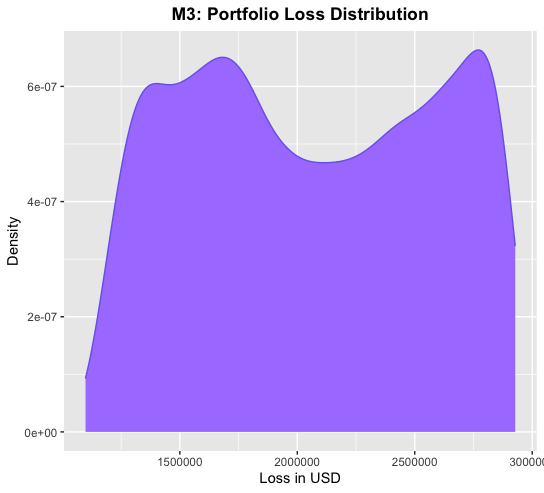 M3: Portfolio Loss Distribution
Density
6e-07
4e-07
2e-07
0e+00
1500000 2000000 2500000 300000
Loss in USD